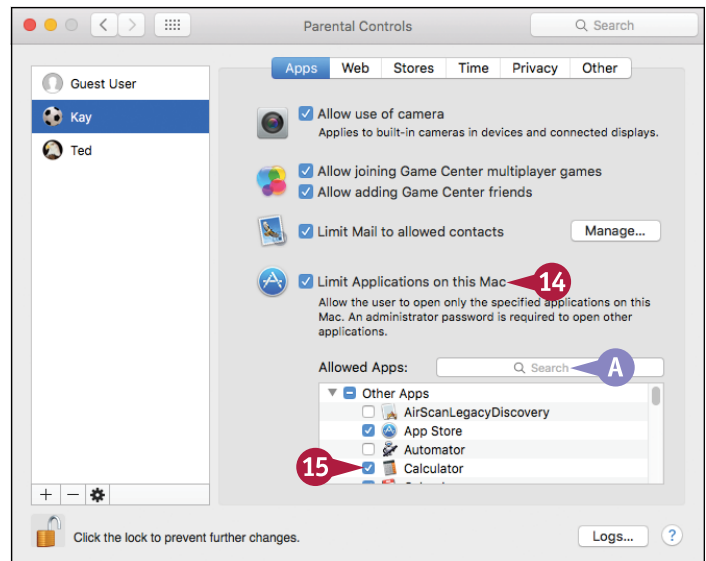 Parental Controls
Search
Apps Web Stores Time Privacy Other
Guest User
Kay
Ted
Allow use of camera
Applies to built-in cameras in devices and connected displays.
Allow joining Game Center multiplayer games
Allow adding Game Center friends
Limit Mail to allowed contacts
Manage...
Limit Applications on this Mac
14
Allow the user to open only the specified applications on this
Mac. An administrator password is required to open other
applications.
Allowed Apps:
Search
A
Other Apps
AirScanLegacyDiscovery
App Store
Automator
15
Calculator
Click the lock to prevent further changes.
Logs...
?